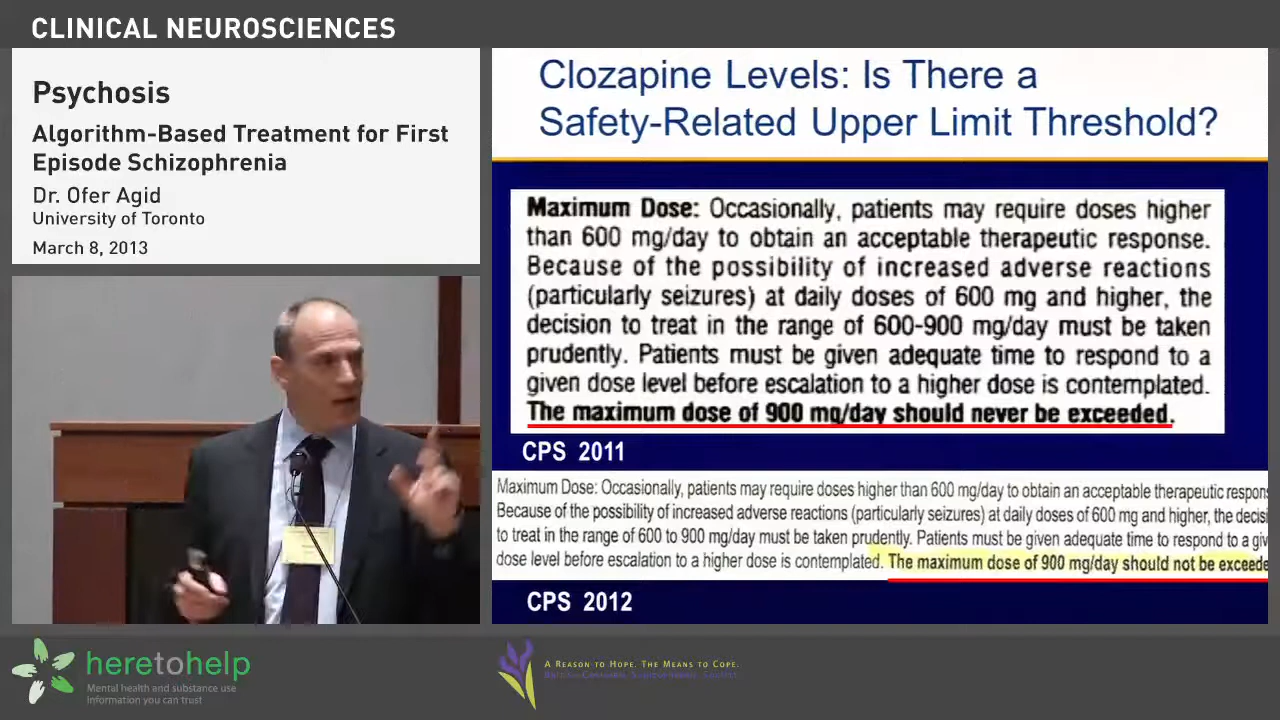 CLINICAL NEUROSCIENCES
Psychosis
Algorithm-Based Treatment for First
Episode Schizophrenia
Dr. Ofer Agid
University of Toronto
March 8, 2013
Clozapine Levels: Is There a
Safety-Related Upper Limit Threshold?
Maximum Dose: Occasionally, patients may require doses higher
than 600 mg/day to obtain an acceptable therapeutic response.
Because of the possibility of increased adverse reactions
(particularly seizures) at daily doses of 600 mg and higher, the
decision to treat in the range of 600-900 mg/day must be taken
prudently. Patients must be given adequate time to respond to a
given dose level before escalation to a higher dose is contemplated.
The maximum dose of 900 mg/day should never be exceeded.
CPS 2011
Maximum Dose: Occasionally, patients may require doses higher than 600 mg/day to obtain an acceptable therapeutic respon
Because of the possibility of increased adverse reactions (particularly seizures) at daily doses of 600 mg and higher, the decisi
to treat in the range of 600 to 900 mg/day must be taken prudently. Patients must be given adequate time to respond to a giv
dose level before escalation to a higher dose is contemplated. The maximum dose of 900 mg/day should not be exceede
CPS 2012
heretohelp
Mental health and substance use
information you can trust
A Reason to Hope. The Means to Cope.
British Columbia Schizophrenia Society